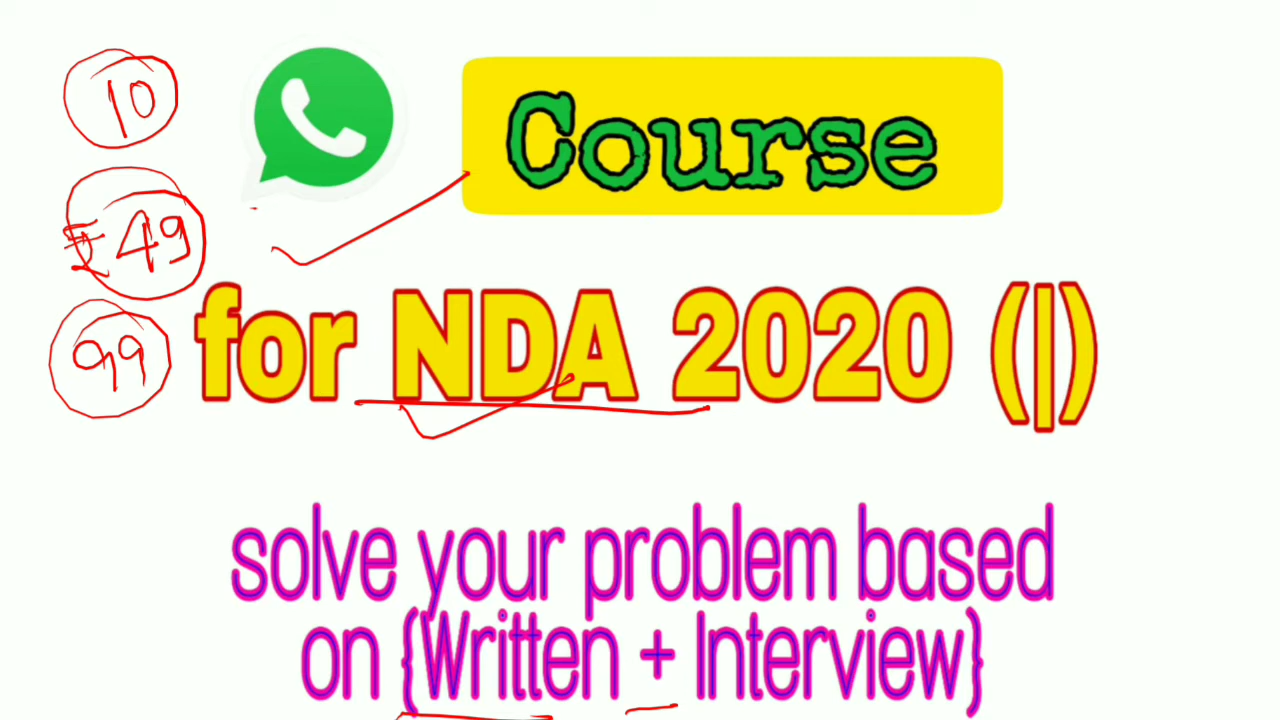 10
Course
₹49
99
for NDA 2020 (|)
solve your problem based
on {Written + Interview}